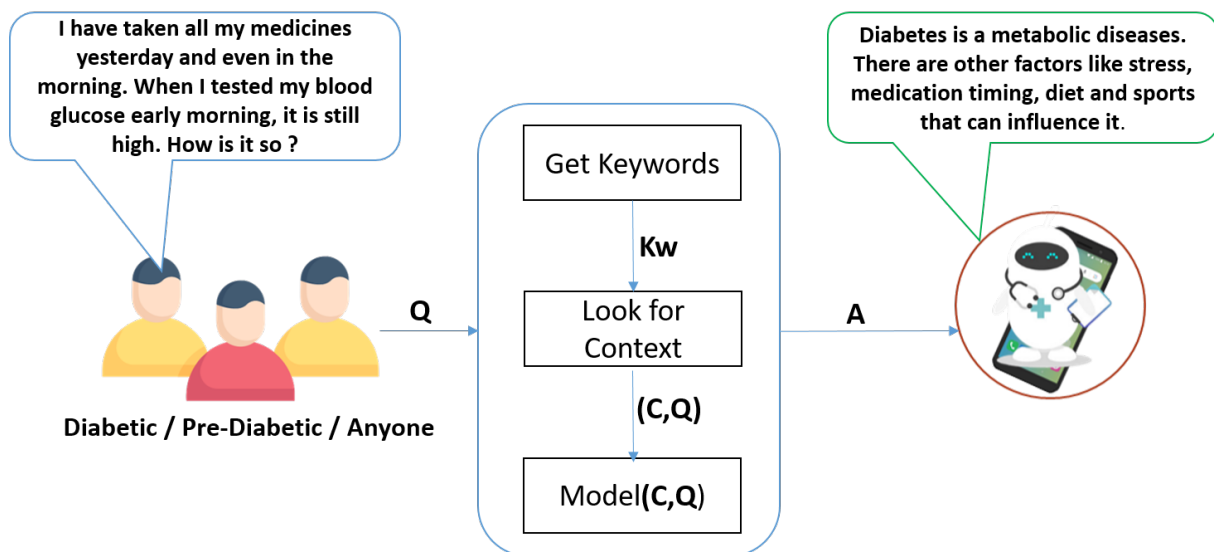 I have taken all my medicines
yesterday and even in the
morning. When I tested my blood
glucose early morning, it is still
high. How is it so ?
Diabetic / Pre-Diabetic / Anyone
Q
Get Keywords
Kw
Look for
Context
(C,Q)
Model(C,Q)
A
Diabetes is a metabolic diseases.
There are other factors like stress,
medication timing, diet and sports
that can influence it.